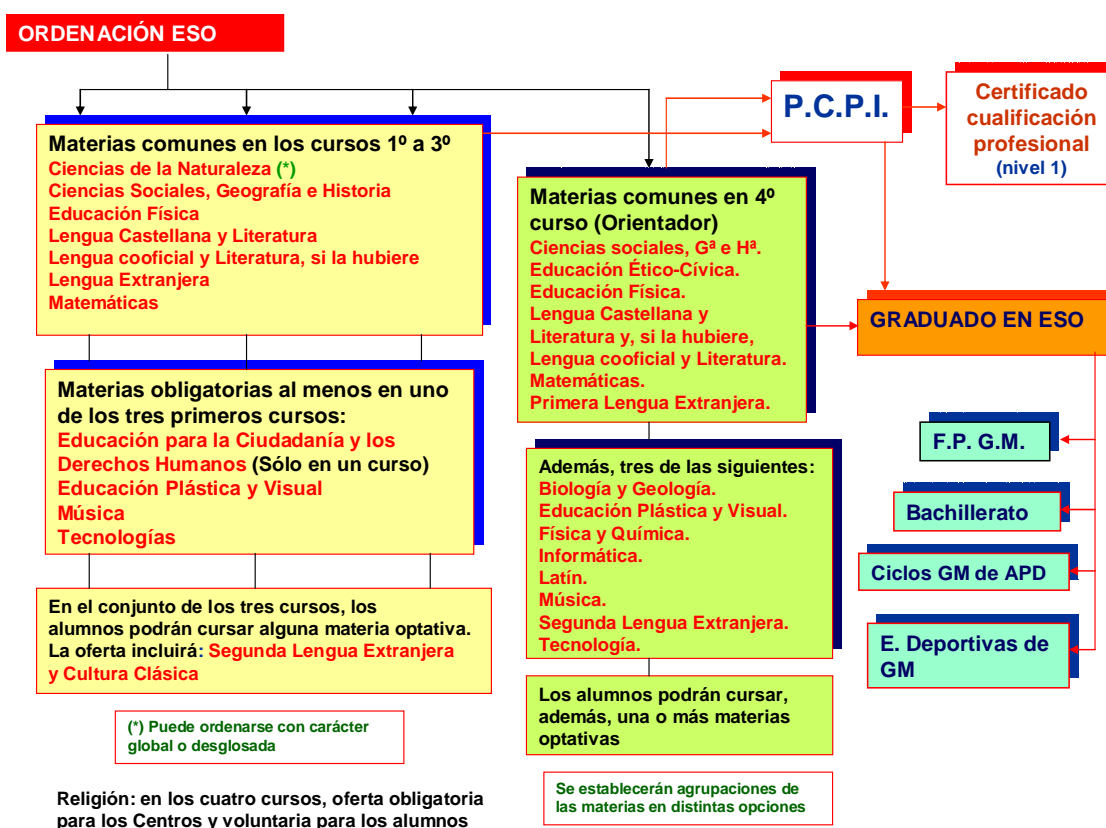 ORDENACIÓN ESO
Materias comunes en los cursos 1º a 3º
Ciencias de la Naturaleza (*)
Ciencias Sociales, Geografía e Historia
Educación Física
Lengua Castellana y Literatura
Lengua cooficial y Literatura, si la hubiere
Lengua Extranjera
Matemáticas
Materias obligatorias al menos en uno
de los tres primeros cursos:
Educación para la Ciudadanía y los
Derechos Humanos (Sólo en un curso)
Educación Plástica y Visual
Música
Tecnologías
En el conjunto de los tres cursos, los
alumnos podrán cursar alguna materia optativa.
La oferta incluirá: Segunda Lengua Extranjera
y Cultura Clásica
(*) Puede ordenarse con carácter
global o desglosada
Religión: en los cuatro cursos, oferta obligatoria
para los Centros y voluntaria para los alumnos
Materias comunes en 4º
curso (Orientador)
Ciencias sociales, Gª e Hª.
Educación Ético-Cívica.
Educación Física.
Lengua Castellana y
Literatura y, si la hubiere,
Lengua cooficial y Literatura.
Matemáticas.
Primera Lengua Extranjera.
Además, tres de las siguientes:
Biología y Geología.
Educación Plástica y Visual.
Física y Química.
Informática.
Latín.
Música.
Segunda Lengua Extranjera.
Tecnología.
Los alumnos podrán cursar,
además, una o más materias
optativas
Se establecerán agrupaciones de
las materias en distintas opciones
P.C.P.I.
Certificado
cualificación
profesional
(nivel 1)
GRADUADO EN ESO
F.P. G.M.
Bachillerato
Ciclos GM de APD
E. Deportivas de
GM